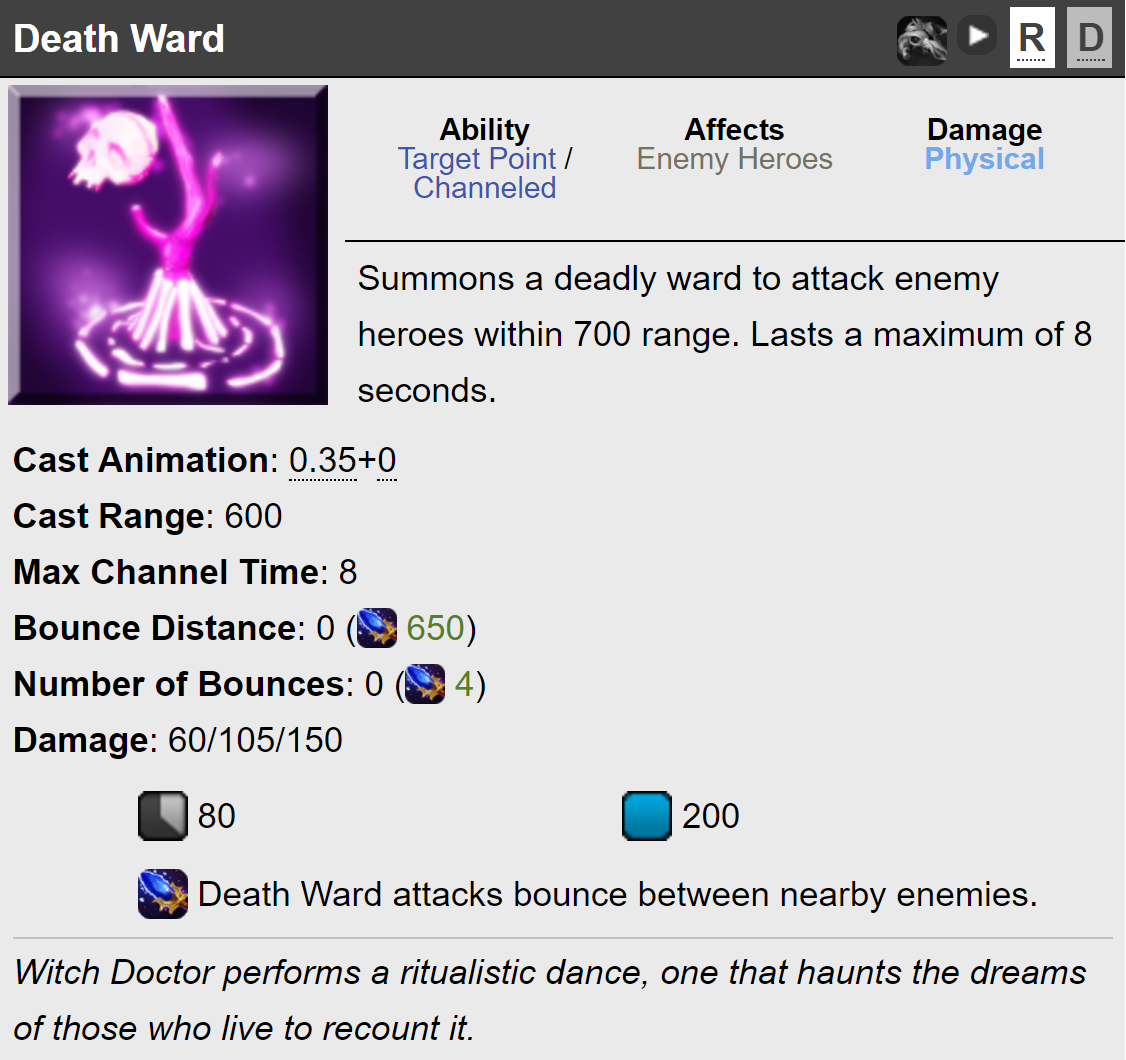 Death Ward
R
D
Ability
Target Point /
Channeled
Affects
Enemy Heroes
Damage
Physical
Summons a deadly ward to attack enemy
heroes within 700 range. Lasts a maximum of 8
seconds.
Cast Animation: 0.35+0
Cast Range: 600
Max Channel Time: 8
Bounce Distance: 0 (650)
Number of Bounces: 0 (4)
Damage: 60/105/150
80
200
Death Ward attacks bounce between nearby enemies.
Witch Doctor performs a ritualistic dance, one that haunts the dreams
of those who live to recount it.